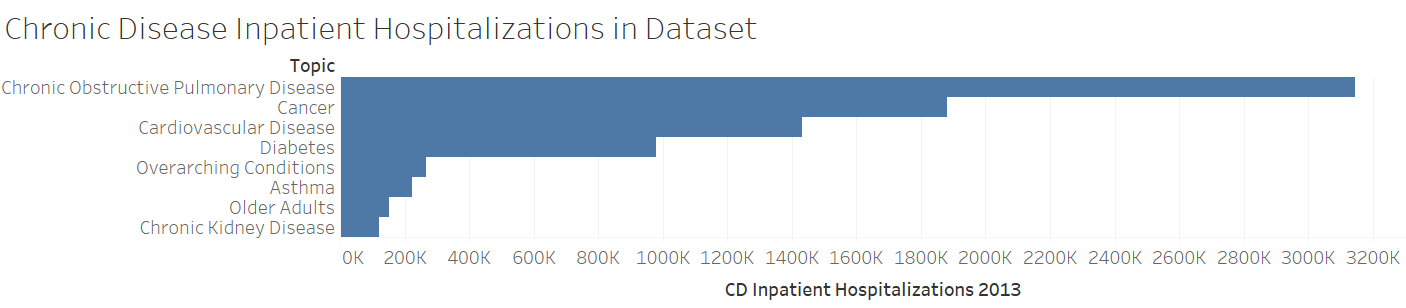 Chronic Disease Inpatient Hospitalizations in Dataset
Topic
Chronic Obstructive Pulmonary Disease
Cancer
Cardiovascular Disease
Diabetes
Overarching Conditions
Asthma
Older Adults
Chronic Kidney Disease
0K 200K 400K 600K 800K 1000K 1200K 1400K 1600K 1800K 2000K 2200K 2400K 2600K 2800K 3000K 3200K
CD Inpatient Hospitalizations 2013